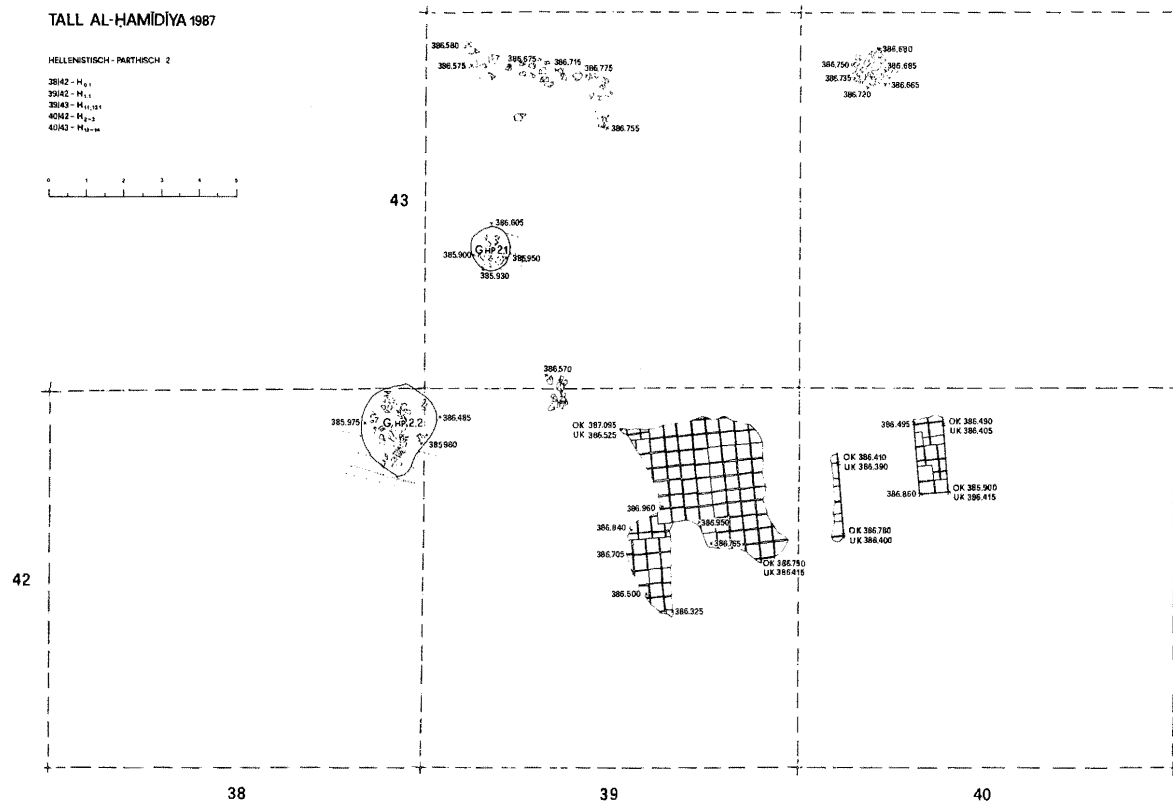 TALL AL-ḤAMĪDĪYA 1987
HELLENISTISCH - PARTHISCH 2
38/42 - H
39/42 - H
39/43 - H
40/42 - H
40/43 - H
0 1 2 3 4 5
386.580
386.575
386.675
386.715
386.775
386.755
386.680
386.750
386.685
386.735
386.665
386.720
43
386.605
G HP 2.1
385.900
385.950
385.930
386.570
385.975
G HP 2.2
386.485
385.960
OK 387.095
UK 386.525
386.495
OK 386.490
UK 386.405
OK 386.410
UK 386.390
386.860
UK 386.415
386.960
386.840
386.950
386.765
386.705
OK 386.780
UK 386.400
OK 386.790
UK 386.415
42
386.500
386.325
38
39
40